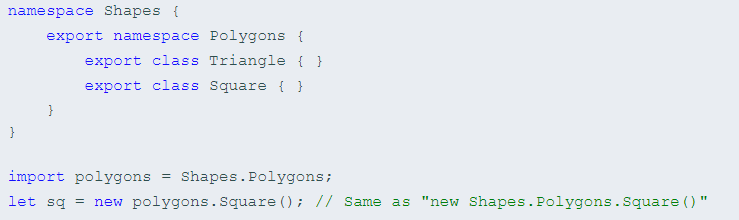 namespace Shapes {
    export namespace Polygons {
        export class Triangle { }
        export class Square { }
    }
}

import polygons = Shapes.Polygons;
let sq = new polygons.Square(); // Same as "new Shapes.Polygons.Square()"